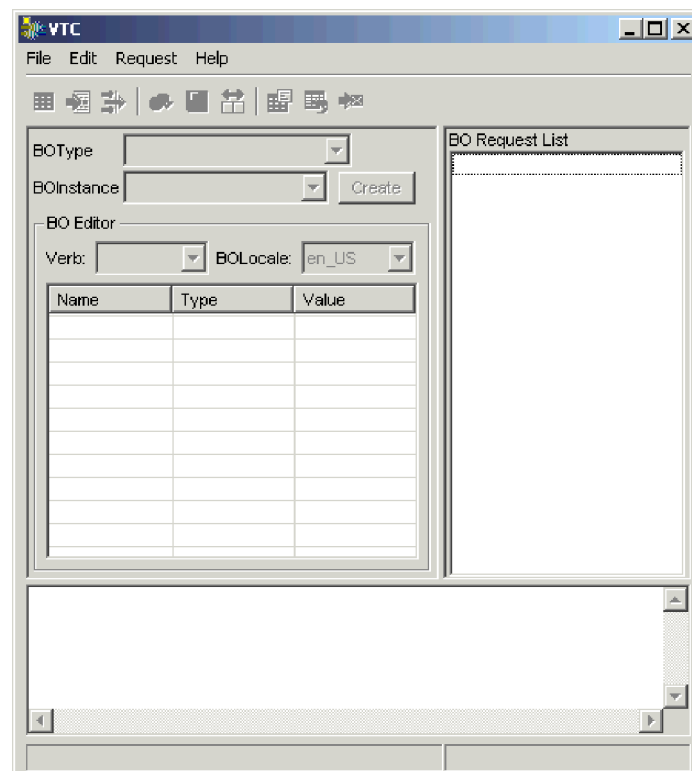 VTC
File Edit Request Help
BOType
BOInstance
Create
BO Editor
Verb:
BOLocale: en_US
Name Type Value
BO Request List